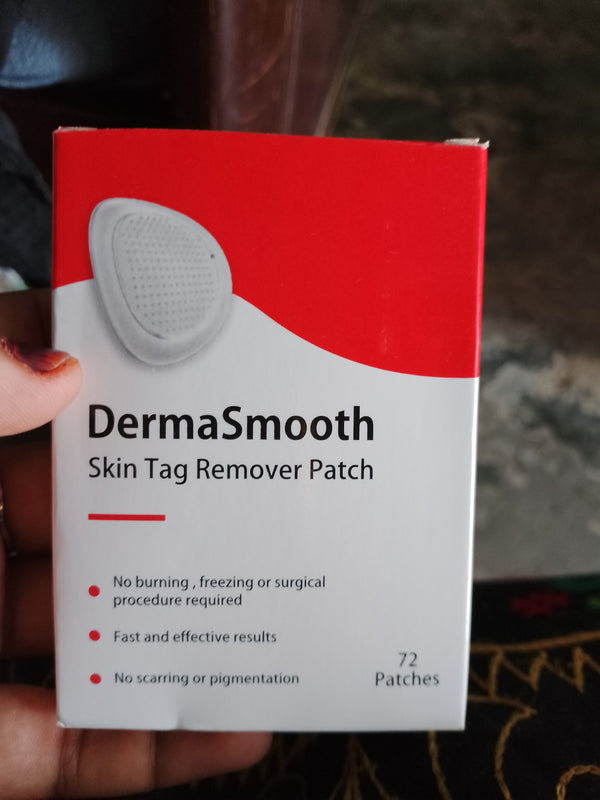 DermaSmooth
Skin Tag Remover Patch
No burning , freezing or surgical
procedure required
Fast and effective results
No scarring or pigmentation
72
Patches